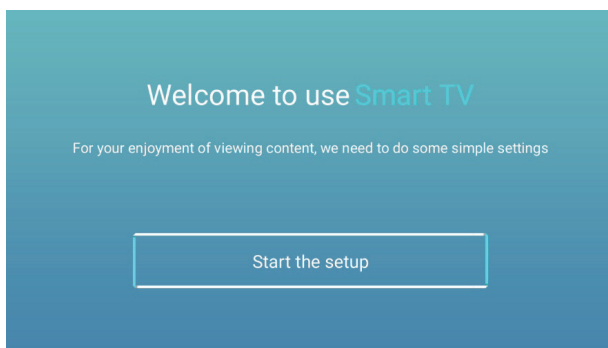 Welcome to use Smart TV
For your enjoyment of viewing content, we need to do some simple settings
Start the setup